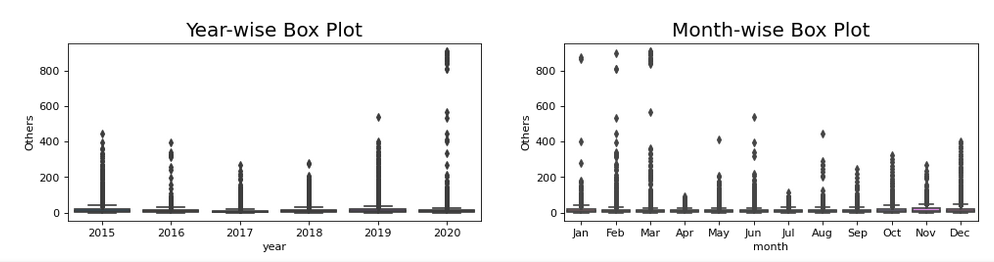 Year-wise Box Plot
Others
800
600
400
200
0
2015 2016 2017 2018 2019 2020
year
Month-wise Box Plot
Others
800
600
400
200
0
Jan Feb Mar Apr May Jun Jul Aug Sep Oct Nov Dec
month